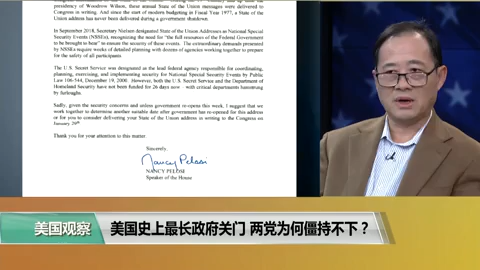 presidency of Woodrow Wilson, these annual State of the Union messages were delivered to
Congress in writing. And since the start of modern budgeting in Fiscal Year 1977, a State of the
Union address has never been delivered during a government shutdown.
In September 2018, Secretary Nielsen designated State of the Union Addresses as National Special
Security Events (NSSEs), recognizing the need for "the full resources of the Federal Government
to be brought to bear" to ensure the security of these events. The extraordinary demands presented
by NSSEs require weeks of detailed planning with dozens of agencies working together to prepare
for the safety of all participants.
The U.S. Secret Service was designated as the lead federal agency responsible for coordinating,
planning, exercising, and implementing security for National Special Security Events by Public
Law 106-544, December 19, 2000. However, both the U.S. Secret Service and the Department of
Homeland Security have not been funded for 26 days now – with critical departments hamstrung
by furloughs.
Sadly, given the security concerns and unless government re-opens this week, I suggest that we
work together to determine another suitable date after government has re-opened for this address
or for you to consider delivering your State of the Union address in writing to the Congress on
January 29th.
Thank you for your attention to this matter
Sincerely,
Nancy Pelosi
NANCY PELOSI
Speaker of the House
美国观察
美国史上最长政府关门 两党为何僵持不下？